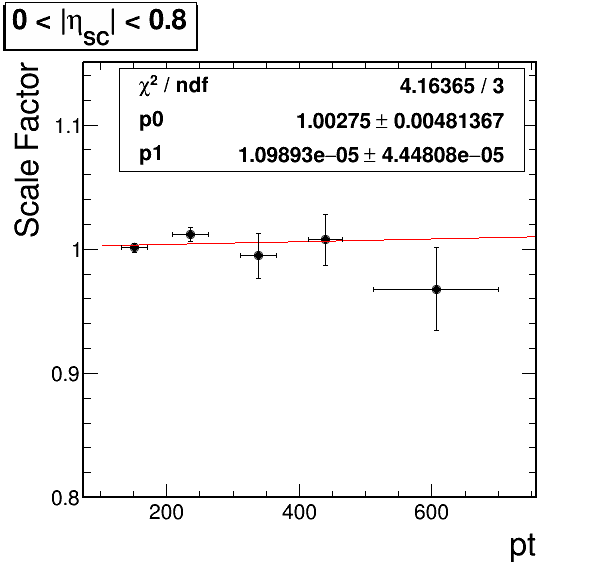 0 < |η_SC| < 0.8
Scale Factor
χ² / ndf 4.16365 / 3
p0 1.00275 ± 0.00481367
p1 1.09893e−05 ± 4.44808e−05
1.1
1
0.9
0.8
200 400 600
pt